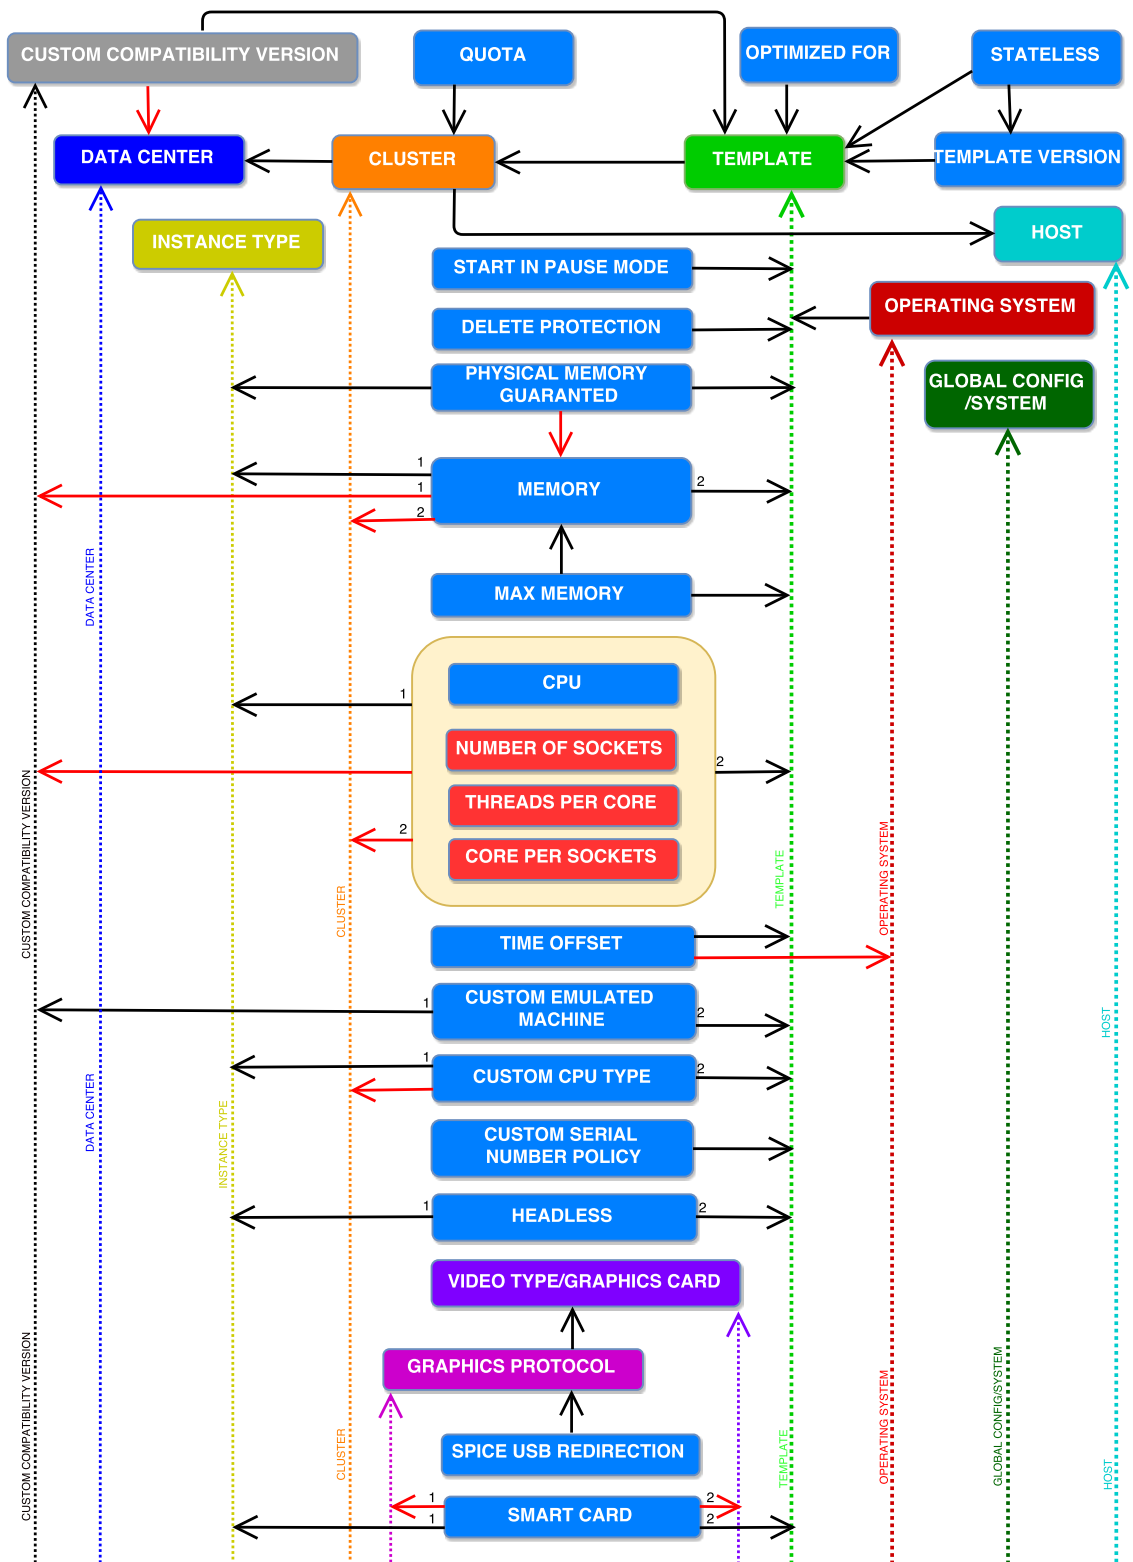 CUSTOM COMPATIBILITY VERSION
QUOTA
OPTIMIZED FOR
STATELESS
DATA CENTER
CLUSTER
TEMPLATE
TEMPLATE VERSION
INSTANCE TYPE
HOST
START IN PAUSE MODE
OPERATING SYSTEM
DELETE PROTECTION
PHYSICAL MEMORY
GUARANTED
GLOBAL CONFIG
/SYSTEM
1
MEMORY
2
1
2
DATA CENTER
MAX MEMORY
CPU
1
NUMBER OF SOCKETS
2
THREADS PER CORE
2
CORE PER SOCKETS
CUSTOM COMPATIBILITY VERSION
CLUSTER
TEMPLATE
OPERATING SYSTEM
TIME OFFSET
1
CUSTOM EMULATED
MACHINE
2
HOST
1
CUSTOM CPU TYPE
2
DATA CENTER
INSTANCE TYPE
CUSTOM SERIAL
NUMBER POLICY
1
HEADLESS
2
VIDEO TYPE/GRAPHICS CARD
GRAPHICS PROTOCOL
SPICE USB REDIRECTION
CUSTOM COMPATIBILITY VERSION
CLUSTER
TEMPLATE
OPERATING SYSTEM
GLOBAL CONFIG/SYSTEM
HOST
1
2
SMART CARD
1
2